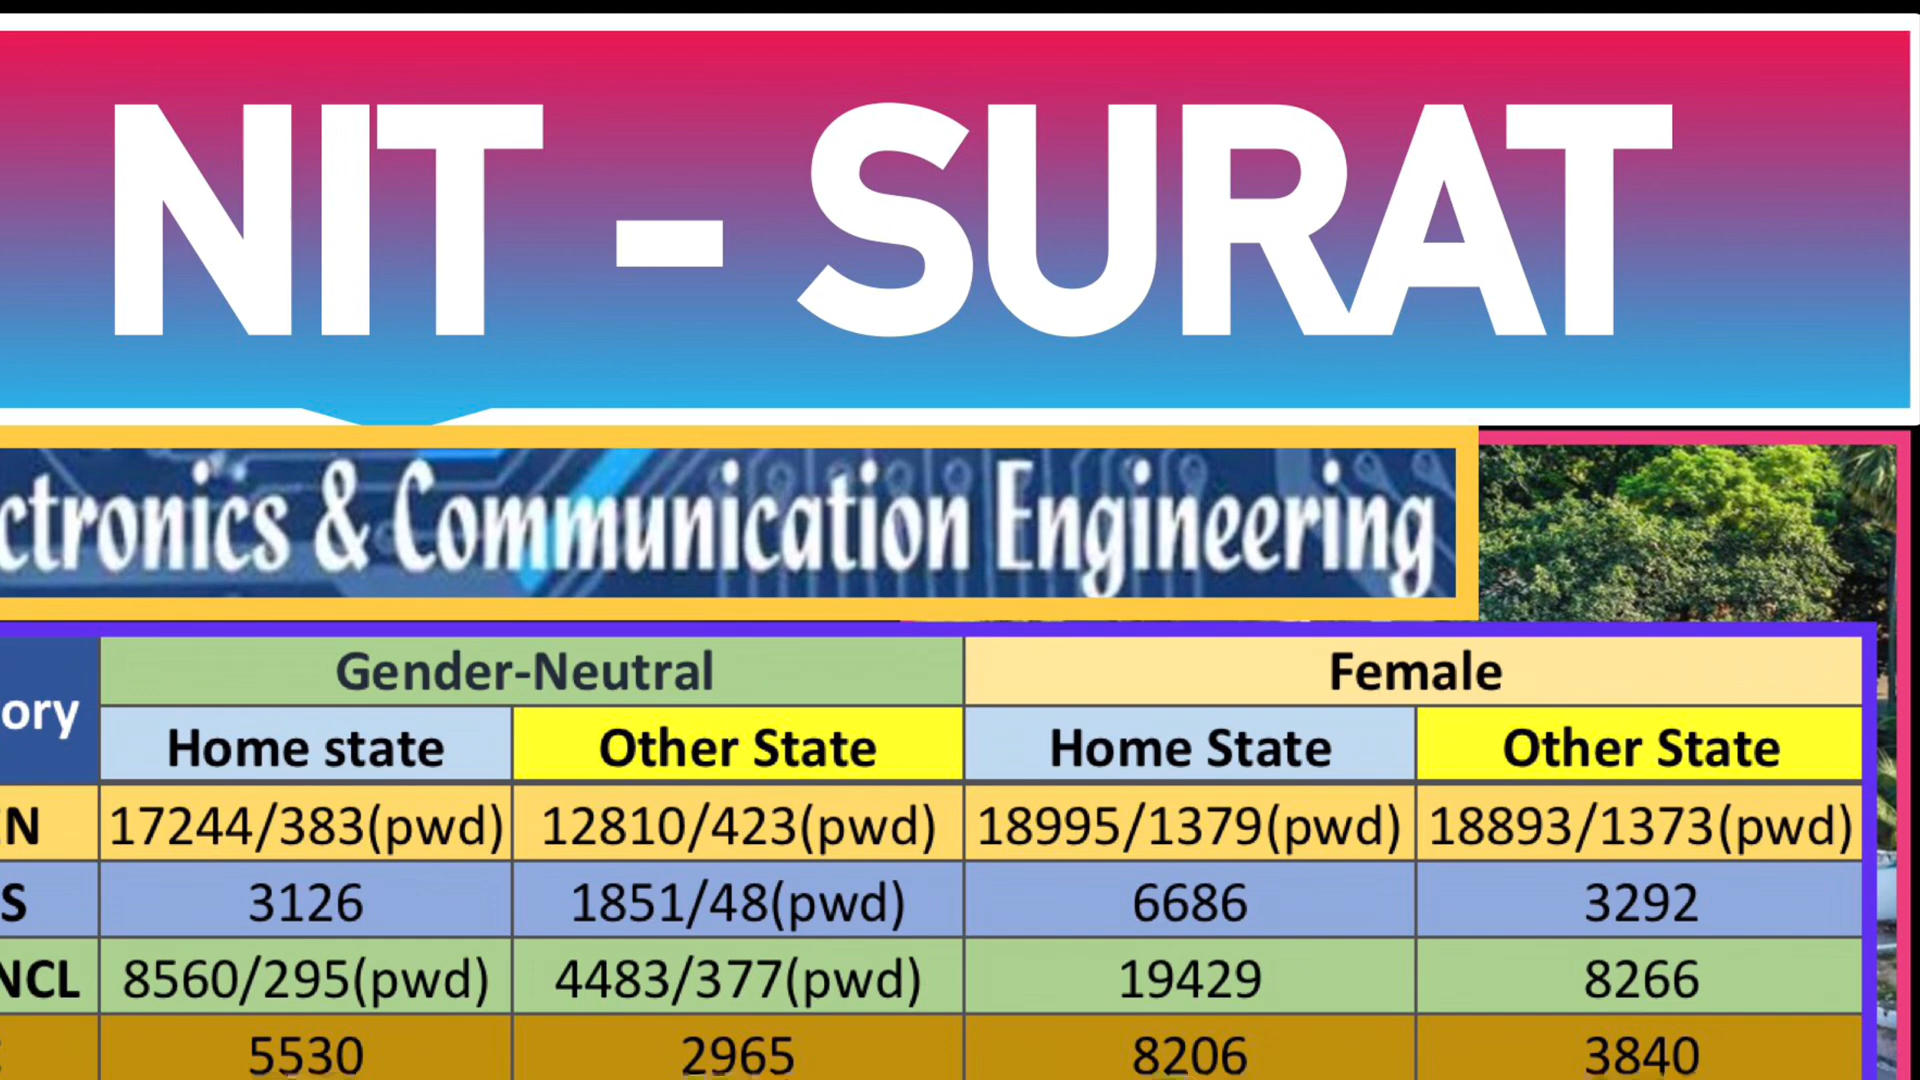 NIT - SURAT
ctronics & Communication Engineering
ory Gender-Neutral Female
Home state Other State Home State Other State
EN 17244/383(pwd) 12810/423(pwd) 18995/1379(pwd) 18893/1373(pwd)
S 3126 1851/48(pwd) 6686 3292
NCL 8560/295(pwd) 4483/377(pwd) 19429 8266
5530 2965 8206 3840